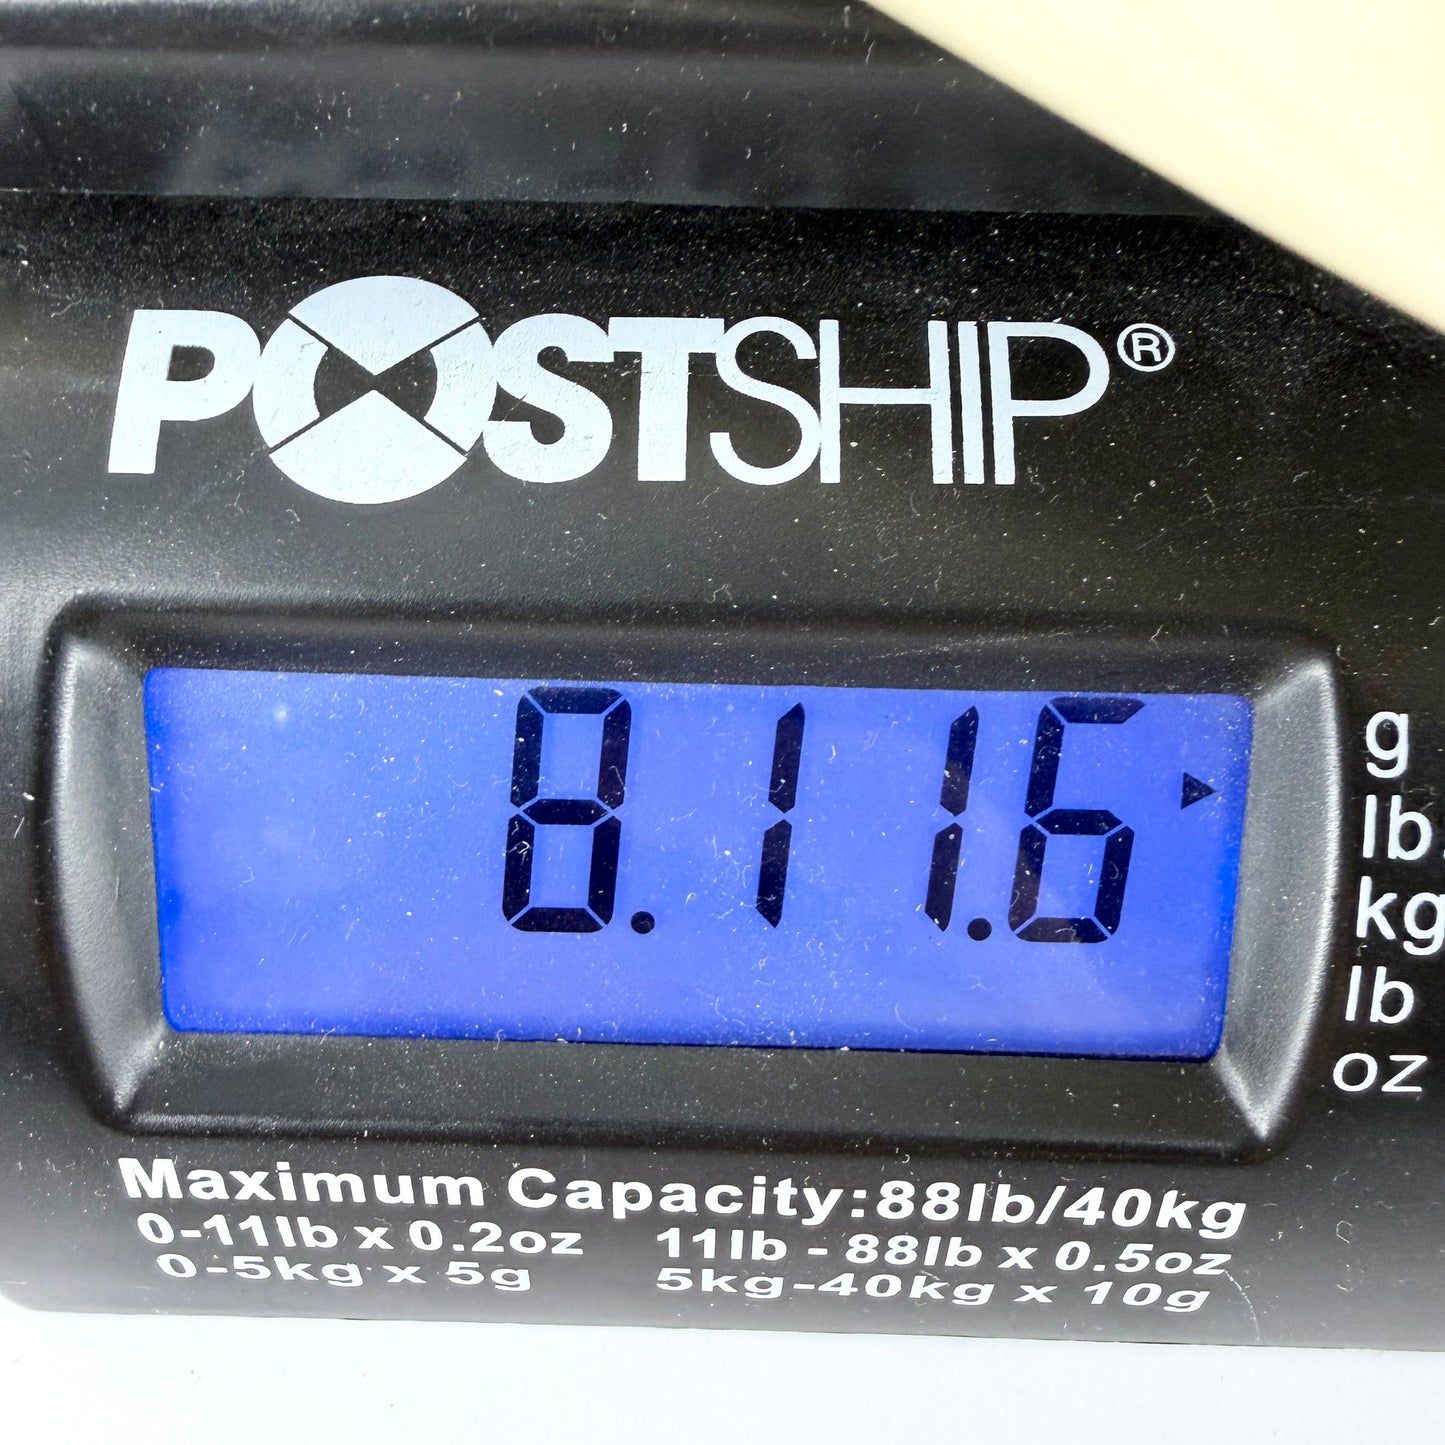 POSTSHIP®
8.11.6
g
lb.
kg
lb
oz
Maximum Capacity:88lb/40kg
0-11lb x 0.2oz 11lb - 88lb x 0.5oz
0-5kg x 5g 5kg-40kg x 10g